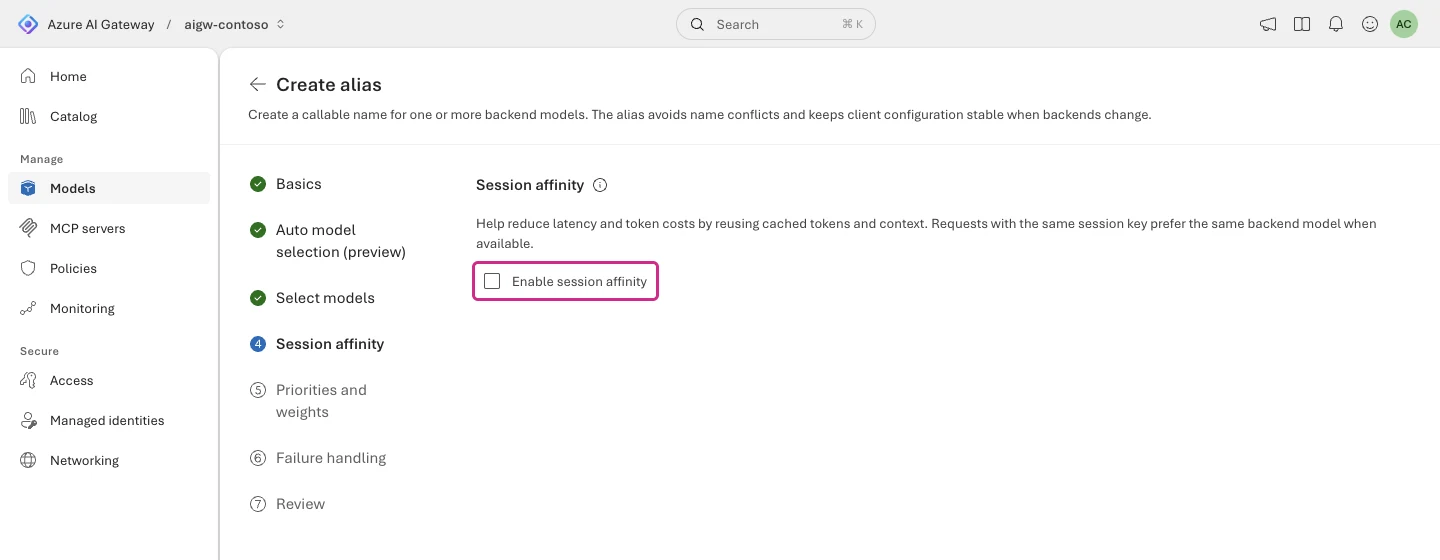 Azure AI Gateway / aigw-contoso
Search ⌘ K
AC
Home
Catalog
Manage
Models
MCP servers
Policies
Monitoring
Secure
Access
Managed identities
Networking
Create alias
Create a callable name for one or more backend models. The alias avoids name conflicts and keeps client configuration stable when backends change.
Basics
Auto model
selection (preview)
Select models
4 Session affinity
5 Priorities and
weights
6 Failure handling
7 Review
Session affinity
Help reduce latency and token costs by reusing cached tokens and context. Requests with the same session key prefer the same backend model when
available.
Enable session affinity